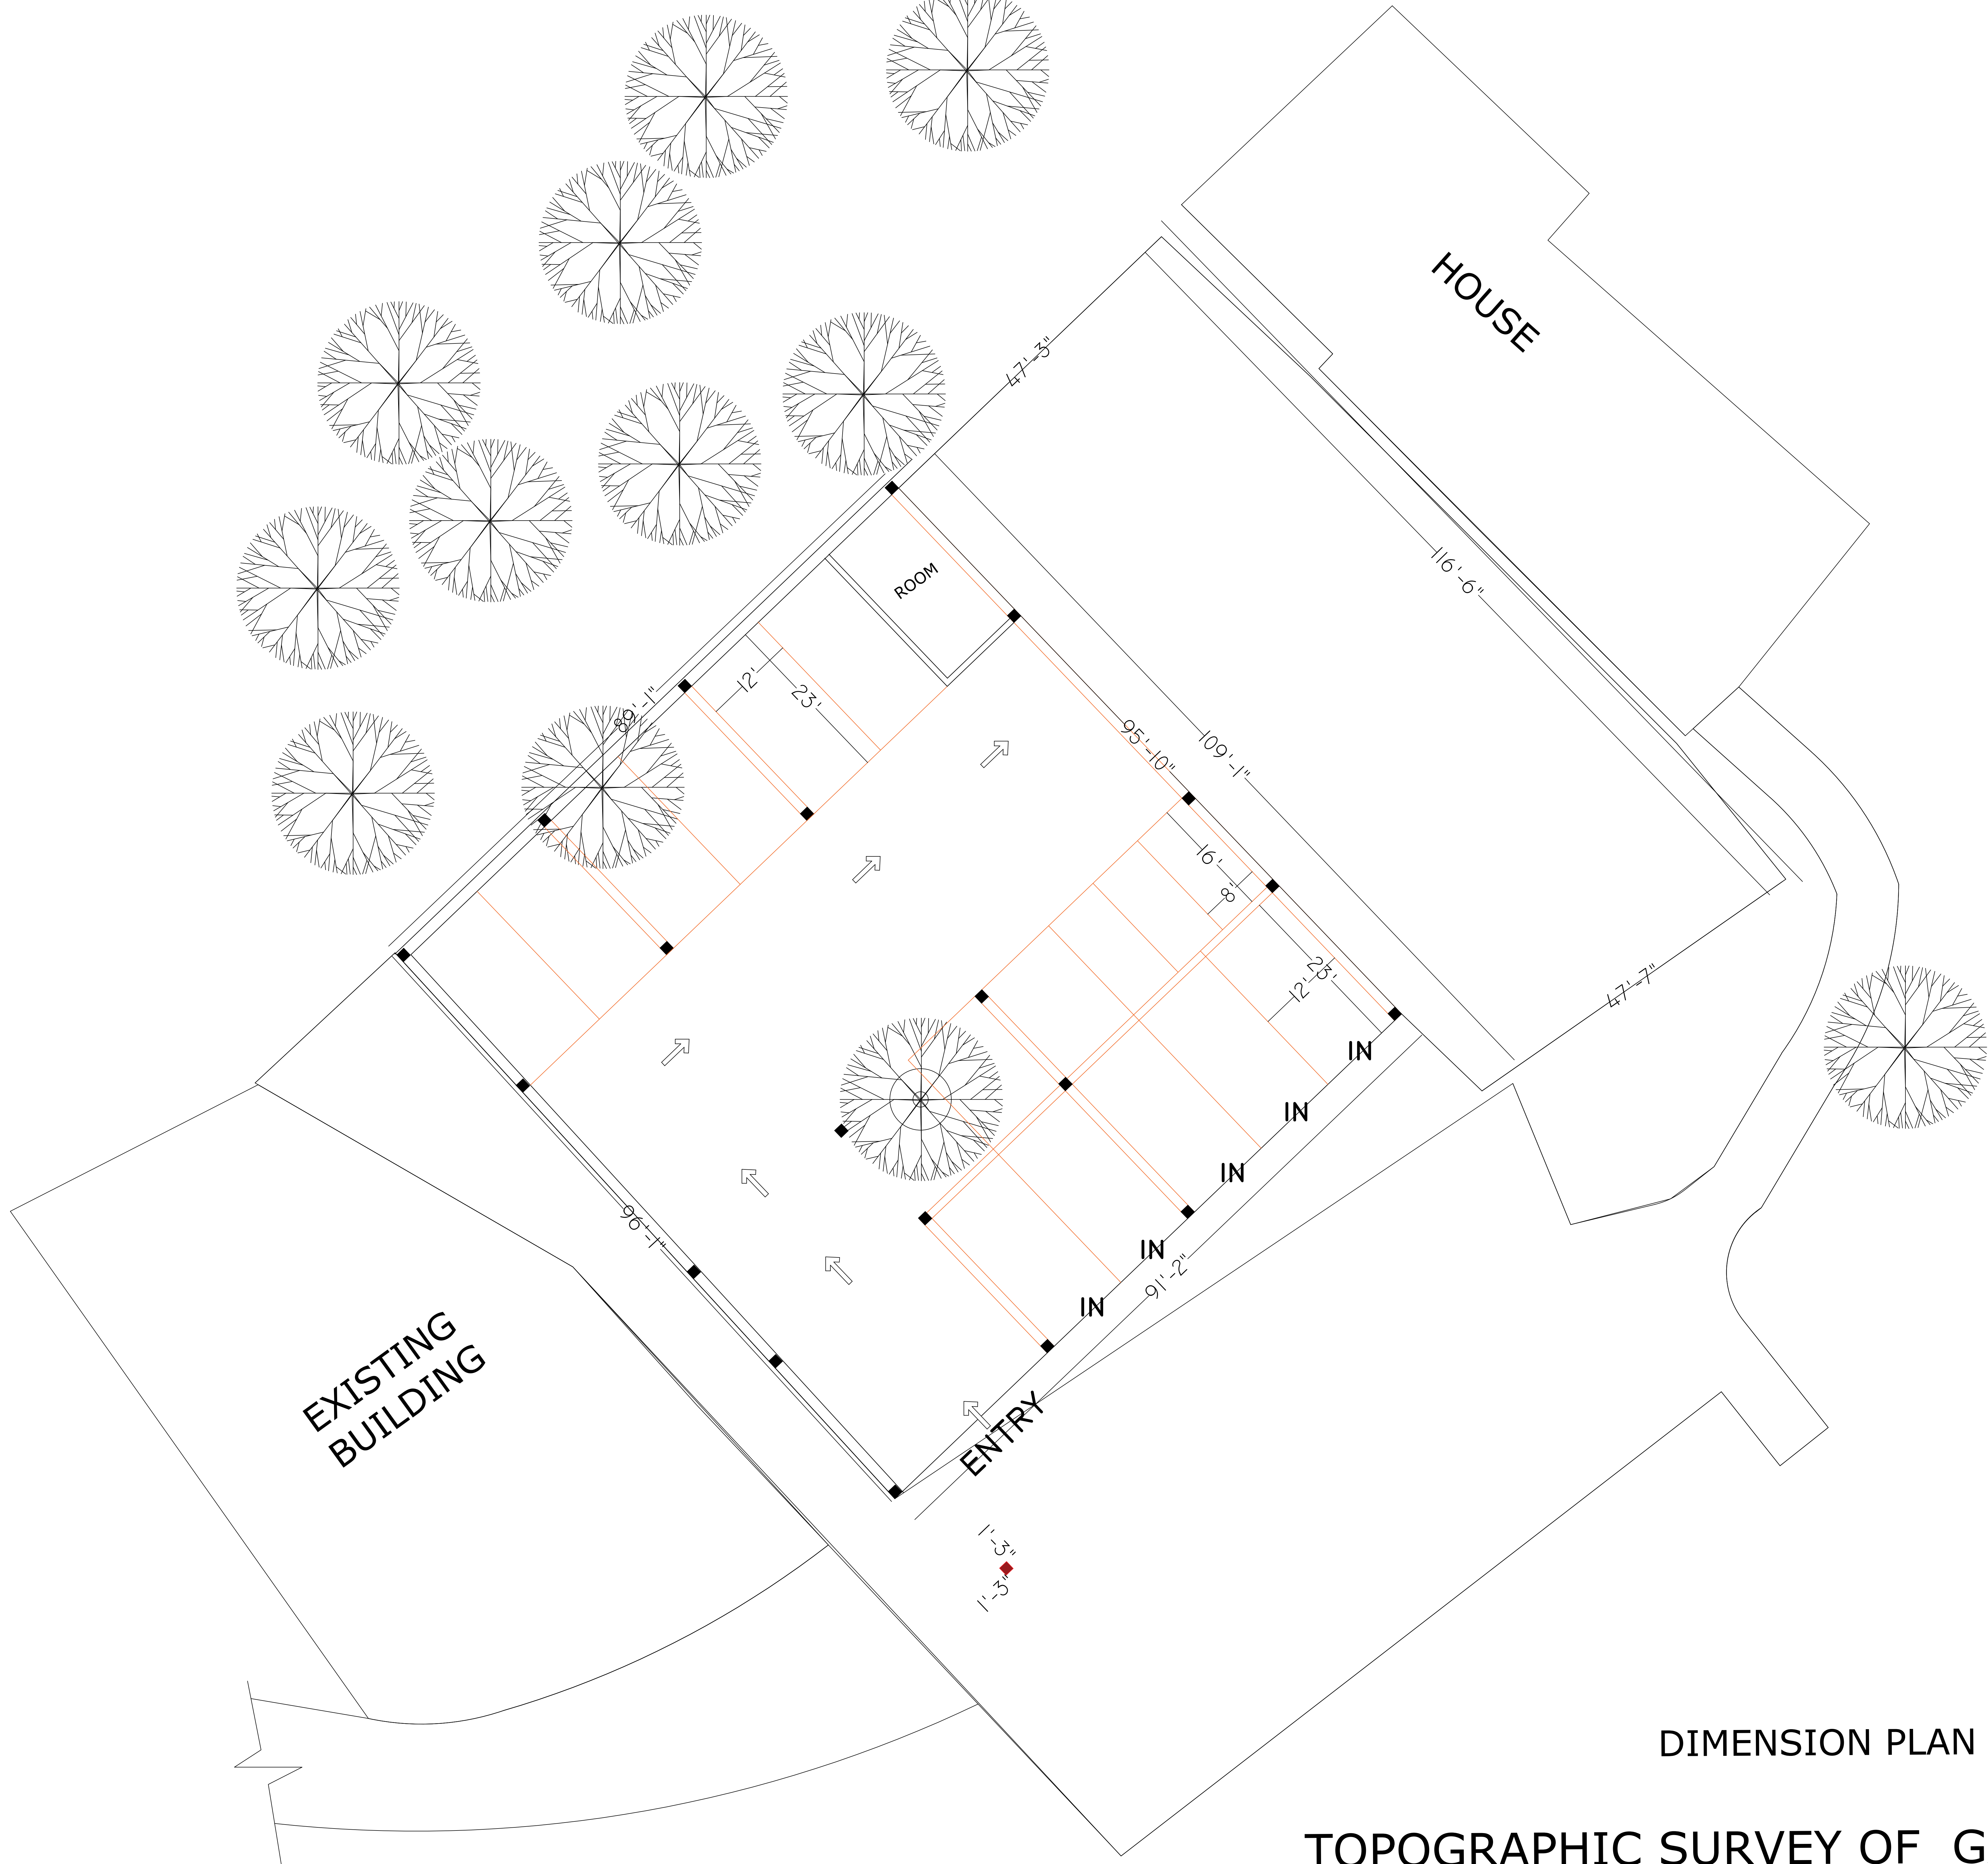 HOUSE
47'-3"
116'-6"
ROOM
12'
23'
89'-1"
95'-10"
109'-1"
16'
8'
23'
12'
47'-7"
IN
IN
IN
IN
IN
96'-1"
91'-2"
EXISTING
BUILDING
ENTRY
1'-3"
1'-3"
DIMENSION PLAN
TOPOGRAPHIC SURVEY OF G